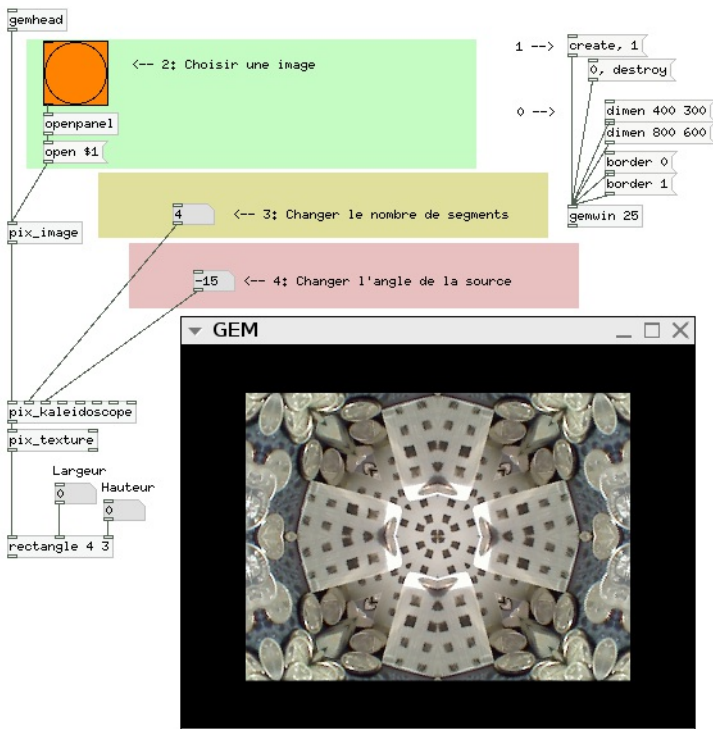 gemhead
<-- 2: Choisir une image
openpanel
open $1
1 -->
create, 1
0, destroy
0 -->
dimen 400 300
dimen 800 600
border 0
border 1
gemwin 25
4
<-- 3: Changer le nombre de segments
pix_image
-15
<-- 4: Changer l'angle de la source
GEM
pix_kaleidoscope
pix_texture
Largeur
0
Hauteur
0
rectangle 4 3